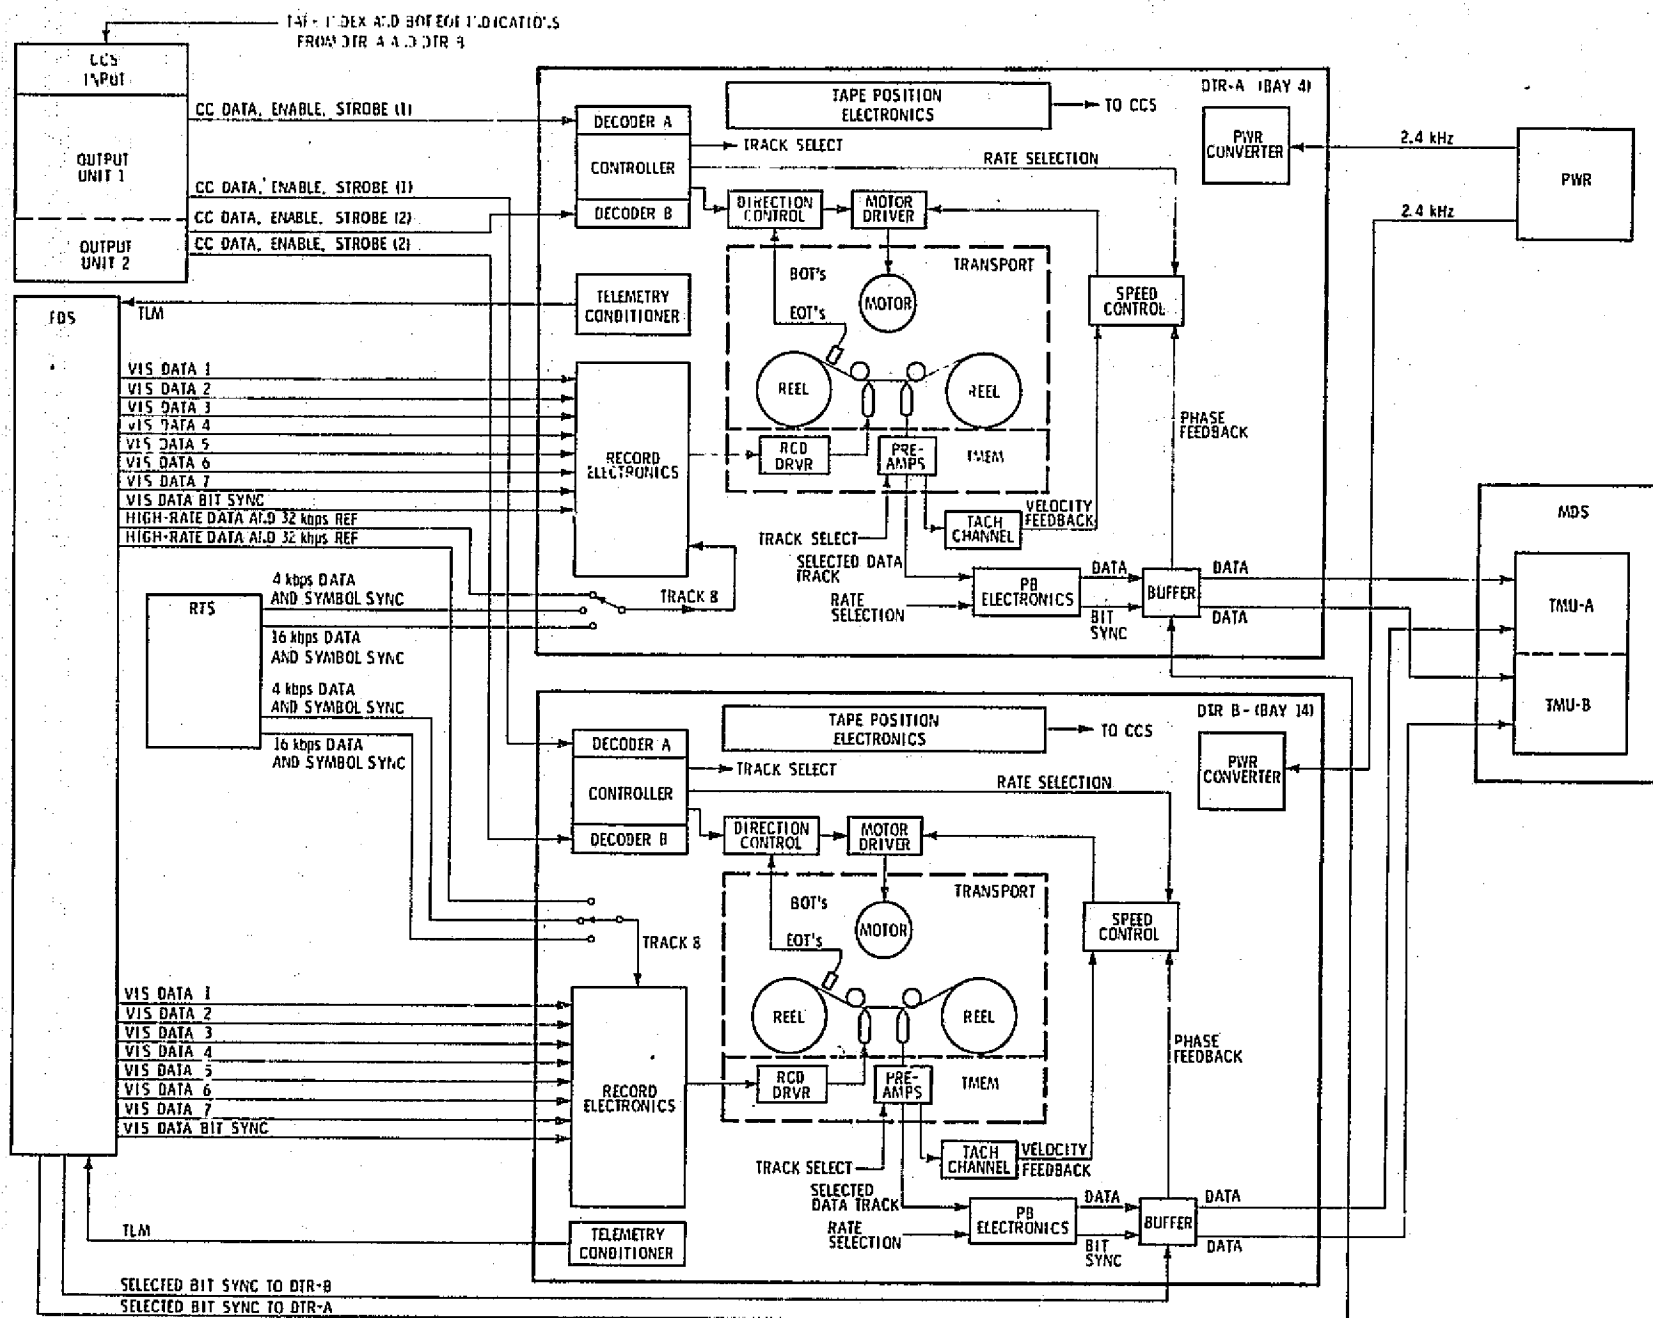 FROM DTR A AND DTR B
CCS
INPUT
OUTPUT
UNIT 1
OUTPUT
UNIT 2
CC DATA, ENABLE, STROBE (1)
CC DATA, ENABLE, STROBE (1)
CC DATA, ENABLE, STROBE (2)
CC DATA, ENABLE, STROBE (2)
FDS
TLM
VIS DATA 1
VIS DATA 2
VIS DATA 3
VIS DATA 4
VIS DATA 5
VIS DATA 6
VIS DATA 7
VIS DATA BIT SYNC
HIGH-RATE DATA AND 32 kbps REF
HIGH-RATE DATA AND 32 kbps REF
RTS
4 kbps DATA
AND SYMBOL SYNC
16 kbps DATA
AND SYMBOL SYNC
4 kbps DATA
AND SYMBOL SYNC
16 kbps DATA
AND SYMBOL SYNC
DTR-A (BAY 4)
TAPE POSITION
ELECTRONICS
TO CCS
DECODER A
CONTROLLER
DECODER B
TRACK SELECT
RATE SELECTION
PWR
CONVERTER
2.4 kHz
2.4 kHz
PWR
DIRECTION
CONTROL
MOTOR
DRIVER
TELEMETRY
CONDITIONER
TRANSPORT
BOT's
EOT's
MOTOR
SPEED
CONTROL
REEL
REEL
PHASE
FEEDBACK
RECORD
ELECTRONICS
RCD
DRVR
PRE-
AMPS
TMEM
TRACK SELECT
TACH
CHANNEL
VELOCITY
FEEDBACK
SELECTED DATA
TRACK
RATE
SELECTION
PB
ELECTRONICS
DATA
BIT
SYNC
BUFFER
DATA
DATA
TRACK 8
MDS
TMU-A
TMU-B
DTR B- (BAY 14)
TAPE POSITION
ELECTRONICS
TO CCS
DECODER A
CONTROLLER
DECODER B
TRACK SELECT
RATE SELECTION
PWR
CONVERTER
DIRECTION
CONTROL
MOTOR
DRIVER
TRANSPORT
BOT's
EOT's
MOTOR
SPEED
CONTROL
TRACK 8
REEL
REEL
PHASE
FEEDBACK
VIS DATA 1
VIS DATA 2
VIS DATA 3
VIS DATA 4
VIS DATA 5
VIS DATA 6
VIS DATA 7
VIS DATA BIT SYNC
RECORD
ELECTRONICS
RCD
DRVR
PRE-
AMPS
TMEM
TRACK SELECT
TACH
CHANNEL
VELOCITY
FEEDBACK
SELECTED
DATA TRACK
RATE
SELECTION
PB
ELECTRONICS
DATA
BIT
SYNC
BUFFER
DATA
DATA
TELEMETRY
CONDITIONER
TLM
SELECTED BIT SYNC TO DTR-B
SELECTED BIT SYNC TO DTR-A